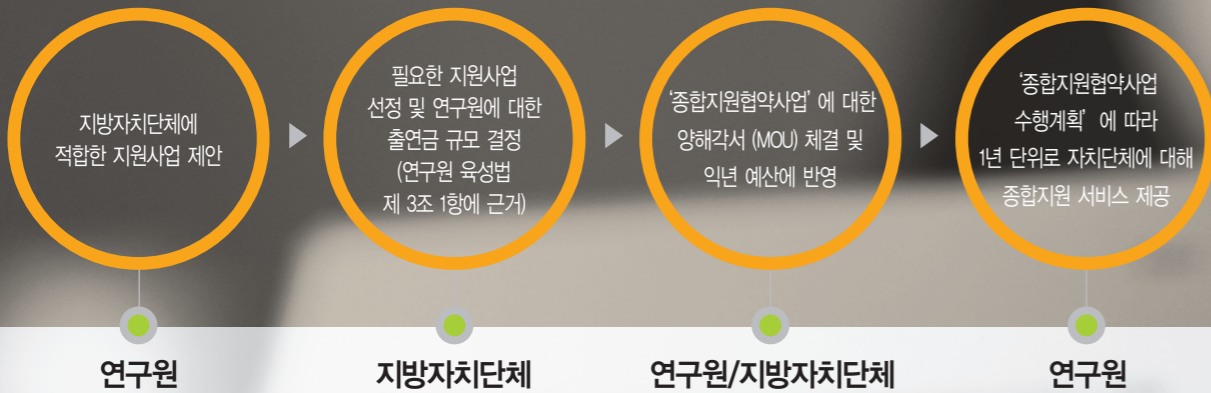 지방자치단체에
적합한 지원사업 제안
필요한 지원사업
선정 및 연구원에 대한
출연금 규모 결정
(연구원 육성법
제 3조 1항에 근거)
‘종합지원협약사업’ 에 대한
양해각서 (MOU) 체결 및
익년 예산에 반영
‘종합지원협약사업
수행계획’ 에 따라
1년 단위로 자치단체에 대해
종합지원 서비스 제공
연구원
지방자치단체
연구원/지방자치단체
연구원